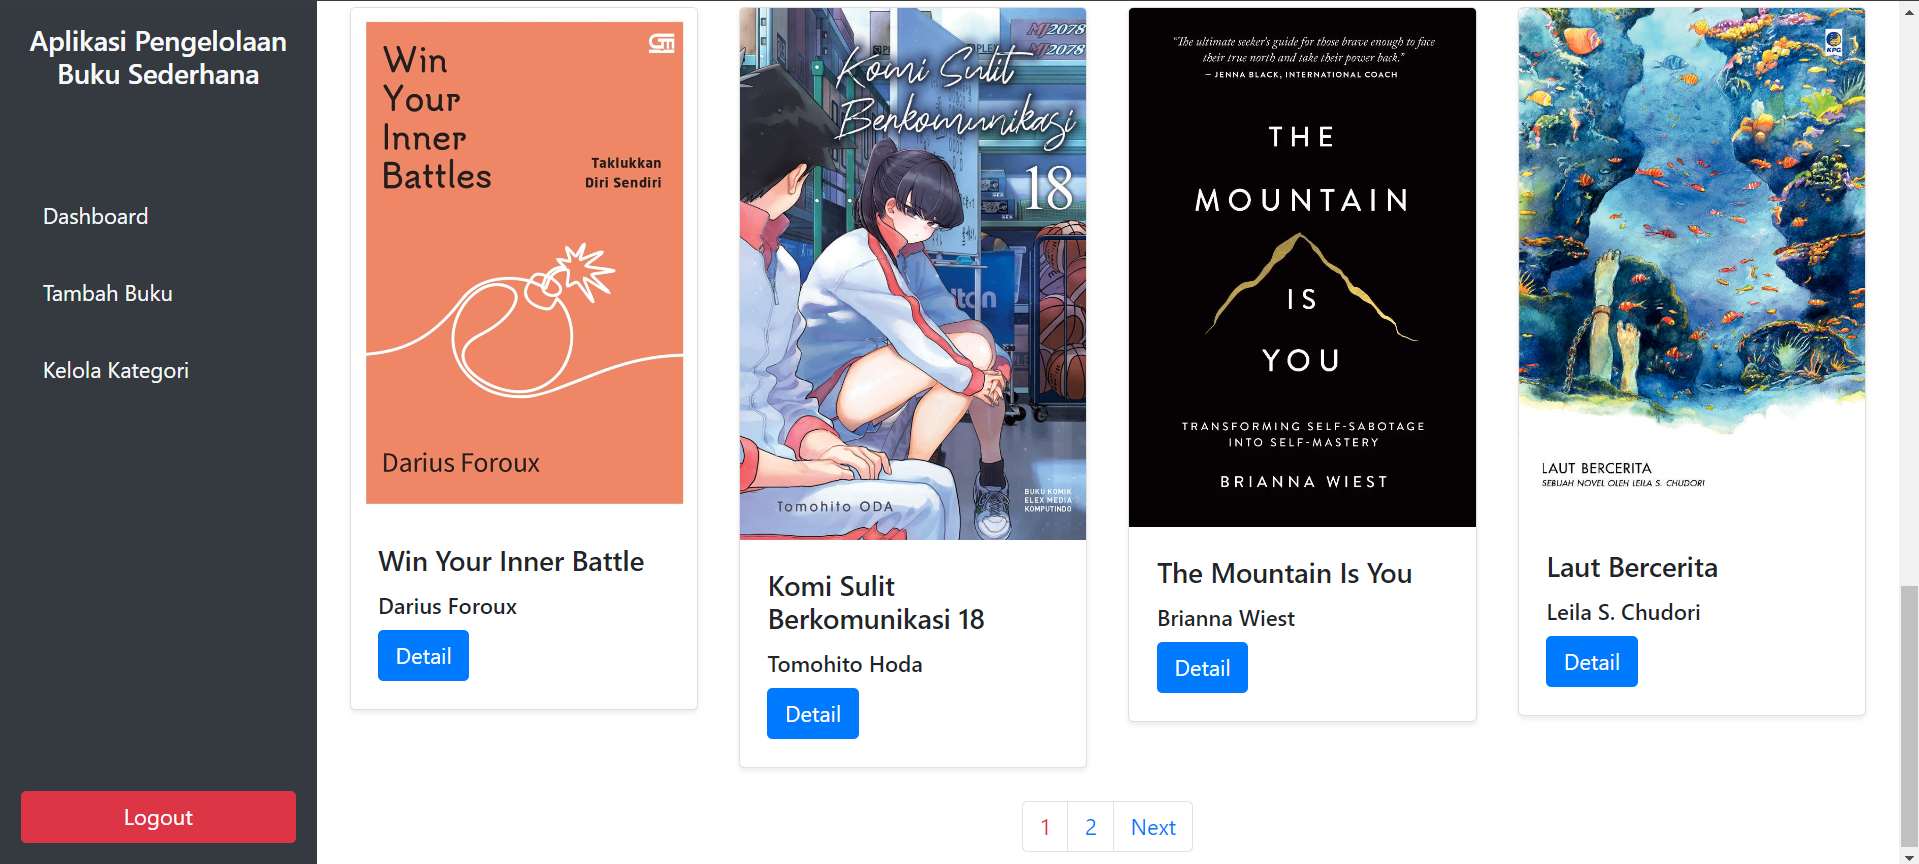 Aplikasi Pengelolaan
Buku Sederhana
Dashboard
Tambah Buku
Kelola Kategori
Logout
Win
Your
Inner
Battles
Taklukkan
Diri Sendiri
Darius Foroux
Win Your Inner Battle
Darius Foroux
Detail
MJ2078
MJ2078
Komi Sulit
Berkomunikasi
18
Tomohito ODA
BUKU KOMIK
ELEX MEDIA
KOMPUTINDO
Komi Sulit
Berkomunikasi 18
Tomohito Hoda
Detail
“The ultimate seeker's guide for those brave enough to face
their true north and take their power back.”
— JENNA BLACK, INTERNATIONAL COACH
THE
MOUNTAIN
IS
YOU
TRANSFORMING SELF-SABOTAGE
INTO SELF-MASTERY
BRIANNA WIEST
The Mountain Is You
Brianna Wiest
Detail
KPG
LAUT BERCERITA
SEBUAH NOVEL OLEH LEILA S. CHUDORI
Laut Bercerita
Leila S. Chudori
Detail
1
2
Next